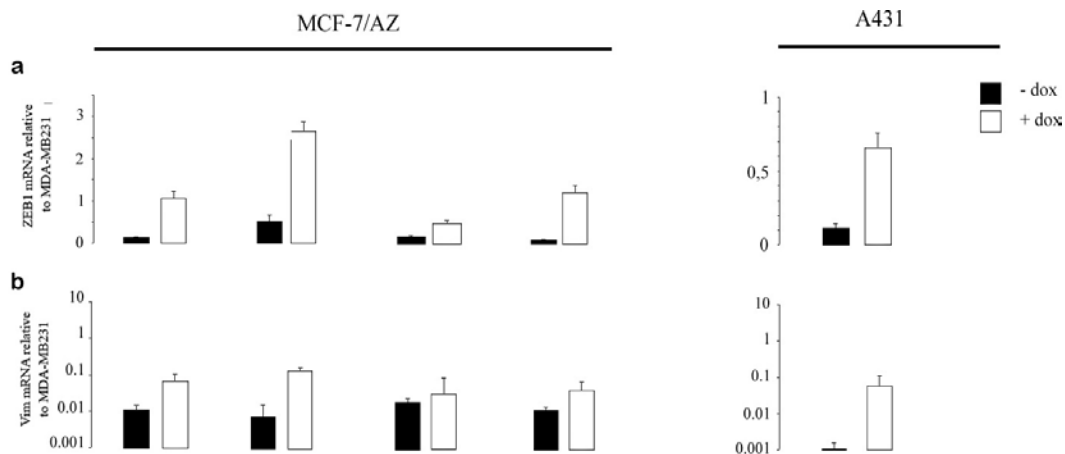 MCF-7/AZ
A431
a
ZEB1 mRNA relative
to MDA-MB231
3
2
1
0
1
0,5
0
- dox
+ dox
b
Vim mRNA relative
to MDA-MB231
10
1
0.1
0.01
0.001
10
1
0.1
0.01
0.001